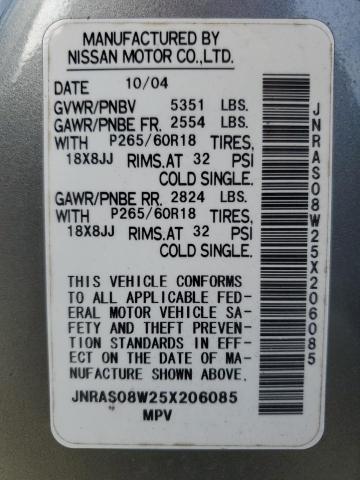 MANUFACTURED BY
NISSAN MOTOR CO.,LTD.
DATE 10/04
GVWR/PNBV 5351 LBS.
GAWR/PNBE FR. 2554 LBS.
WITH P265/60R18 TIRES,
18X8JJ RIMS.AT 32 PSI
COLD SINGLE.
GAWR/PNBE RR. 2824 LBS.
WITH P265/60R18 TIRES,
18X8JJ RIMS.AT 32 PSI
COLD SINGLE.
THIS VEHICLE CONFORMS
TO ALL APPLICABLE FED-
ERAL MOTOR VEHICLE SA-
FETY AND THEFT PREVEN-
TION STANDARDS IN EFF-
ECT ON THE DATE OF MA-
NUFACTURE SHOWN ABOVE.
JNRAS08W25X206085
MPV
JNRAS08W25X206085